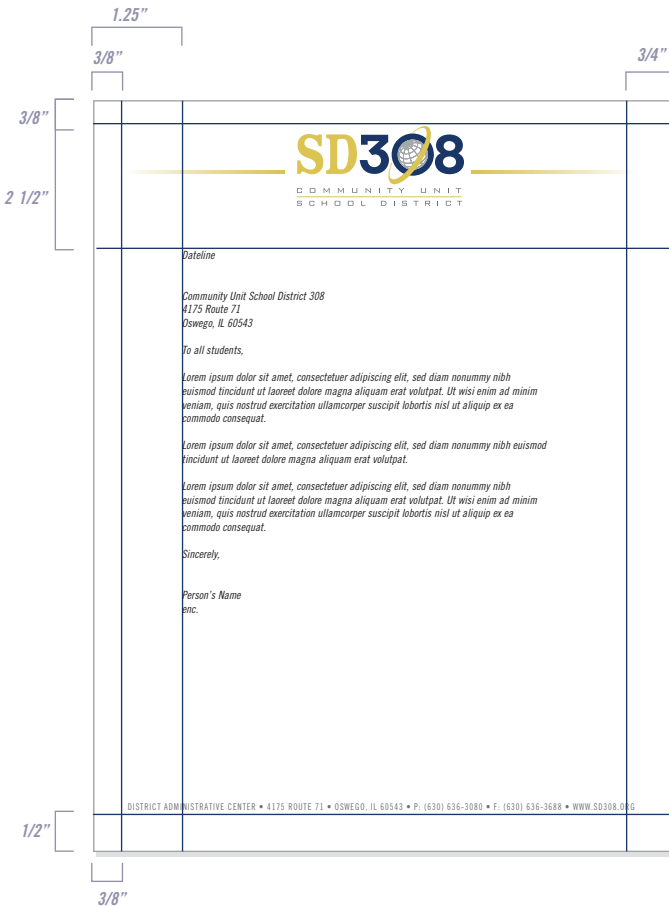 1.25”
3/8”
3/4”
3/8”
2 1/2”
SD308
COMMUNITY UNIT
SCHOOL DISTRICT
Dateline
Community Unit School District 308
4175 Route 71
Oswego, IL 60543
To all students,
Lorem ipsum dolor sit amet, consectetuer adipiscing elit, sed diam nonummy nibh
euismod tincidunt ut laoreet dolore magna aliquam erat volutpat. Ut wisi enim ad minim
veniam, quis nostrud exercitation ullamcorper suscipit lobortis nisl ut aliquip ex ea
commodo consequat.
Lorem ipsum dolor sit amet, consectetuer adipiscing elit, sed diam nonummy nibh euismod
tincidunt ut laoreet dolore magna aliquam erat volutpat.
Lorem ipsum dolor sit amet, consectetuer adipiscing elit, sed diam nonummy nibh
euismod tincidunt ut laoreet dolore magna aliquam erat volutpat. Ut wisi enim ad minim
veniam, quis nostrud exercitation ullamcorper suscipit lobortis nisl ut aliquip ex ea
commodo consequat.
Sincerely,
Person’s Name
enc.
DISTRICT ADMINISTRATIVE CENTER • 4175 ROUTE 71 • OSWEGO, IL 60543 • P: (630) 636-3080 • F: (630) 636-3688 • WWW.SD308.ORG
1/2”
3/8”